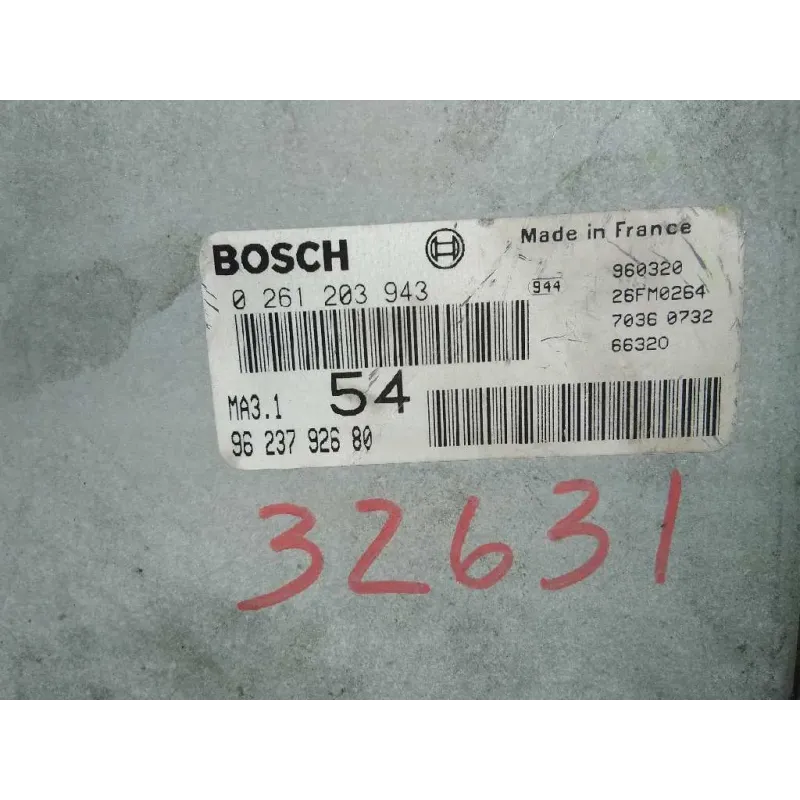 BOSCH
Made in France
0 261 203 943
944
960320
26FM0264
7036 0732
66320
MA3.1
54
96 237 926 80
32631